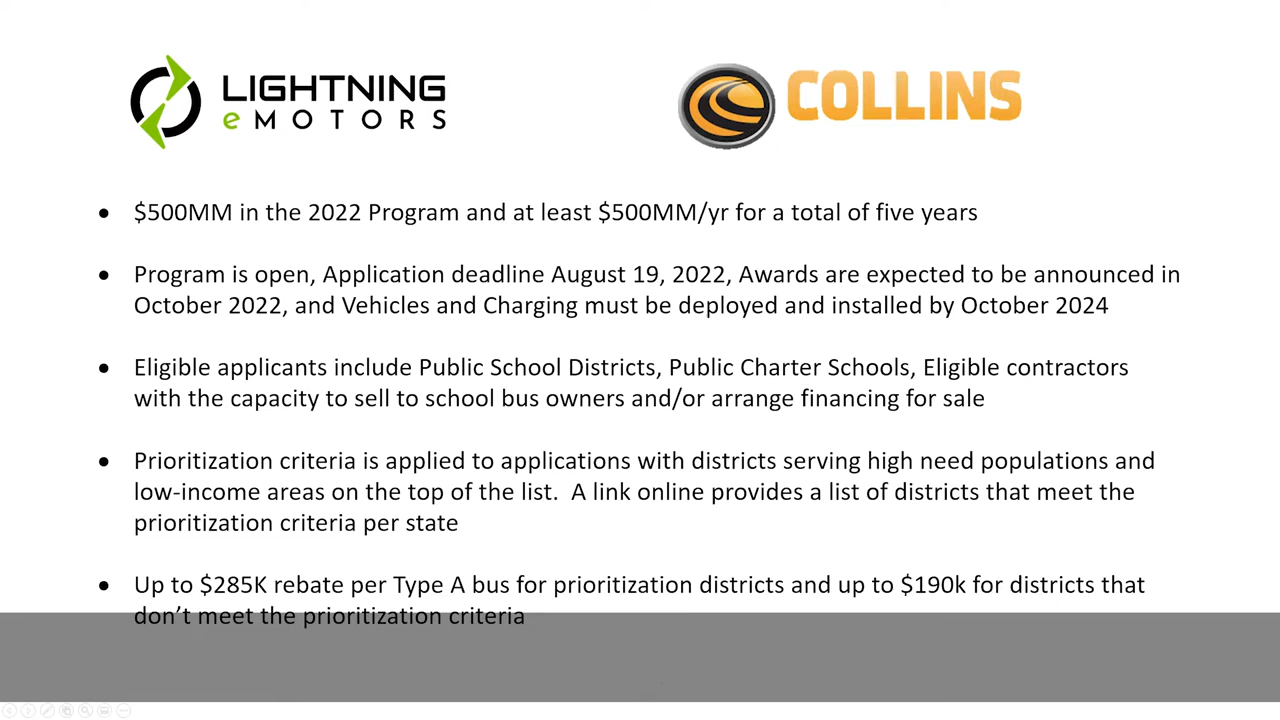 LIGHTNING
eMOTORS
COLLINS
• $500MM in the 2022 Program and at least $500MM/yr for a total of five years
• Program is open, Application deadline August 19, 2022, Awards are expected to be announced in
October 2022, and Vehicles and Charging must be deployed and installed by October 2024
• Eligible applicants include Public School Districts, Public Charter Schools, Eligible contractors
with the capacity to sell to school bus owners and/or arrange financing for sale
• Prioritization criteria is applied to applications with districts serving high need populations and
low-income areas on the top of the list.  A link online provides a list of districts that meet the
prioritization criteria per state
• Up to $285K rebate per Type A bus for prioritization districts and up to $190k for districts that
don’t meet the prioritization criteria